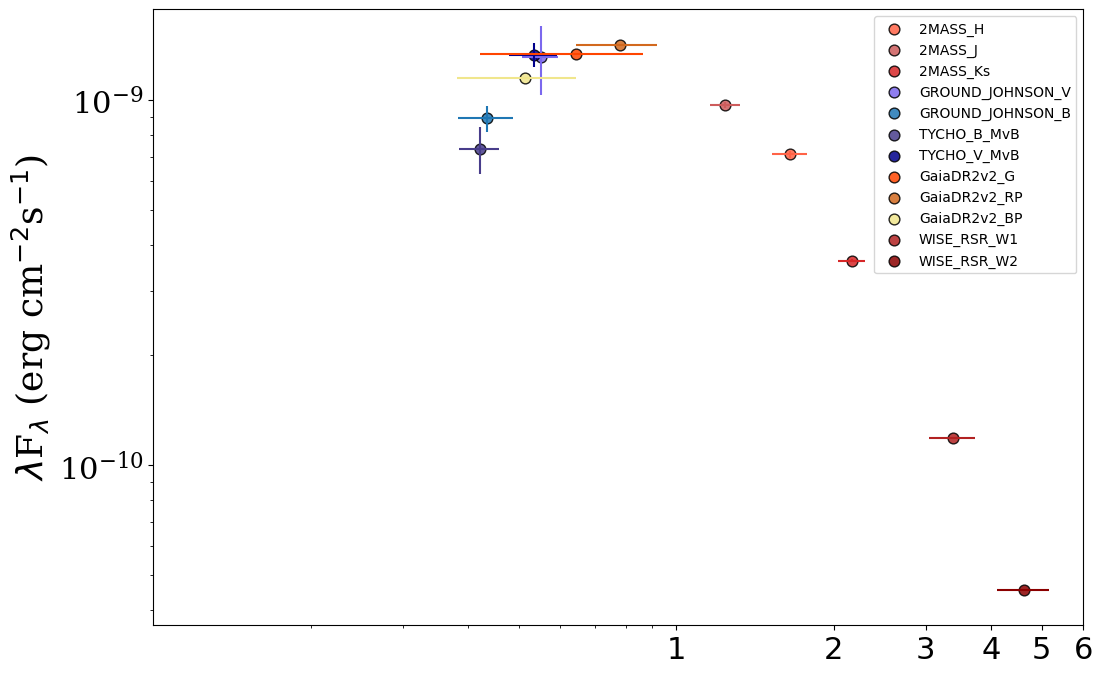 λF_λ (erg cm⁻²s⁻¹)
10⁻⁹
10⁻¹⁰
2MASS_H
2MASS_J
2MASS_Ks
GROUND_JOHNSON_V
GROUND_JOHNSON_B
TYCHO_B_MvB
TYCHO_V_MvB
GaiaDR2v2_G
GaiaDR2v2_RP
GaiaDR2v2_BP
WISE_RSR_W1
WISE_RSR_W2
1 2 3 4 5 6